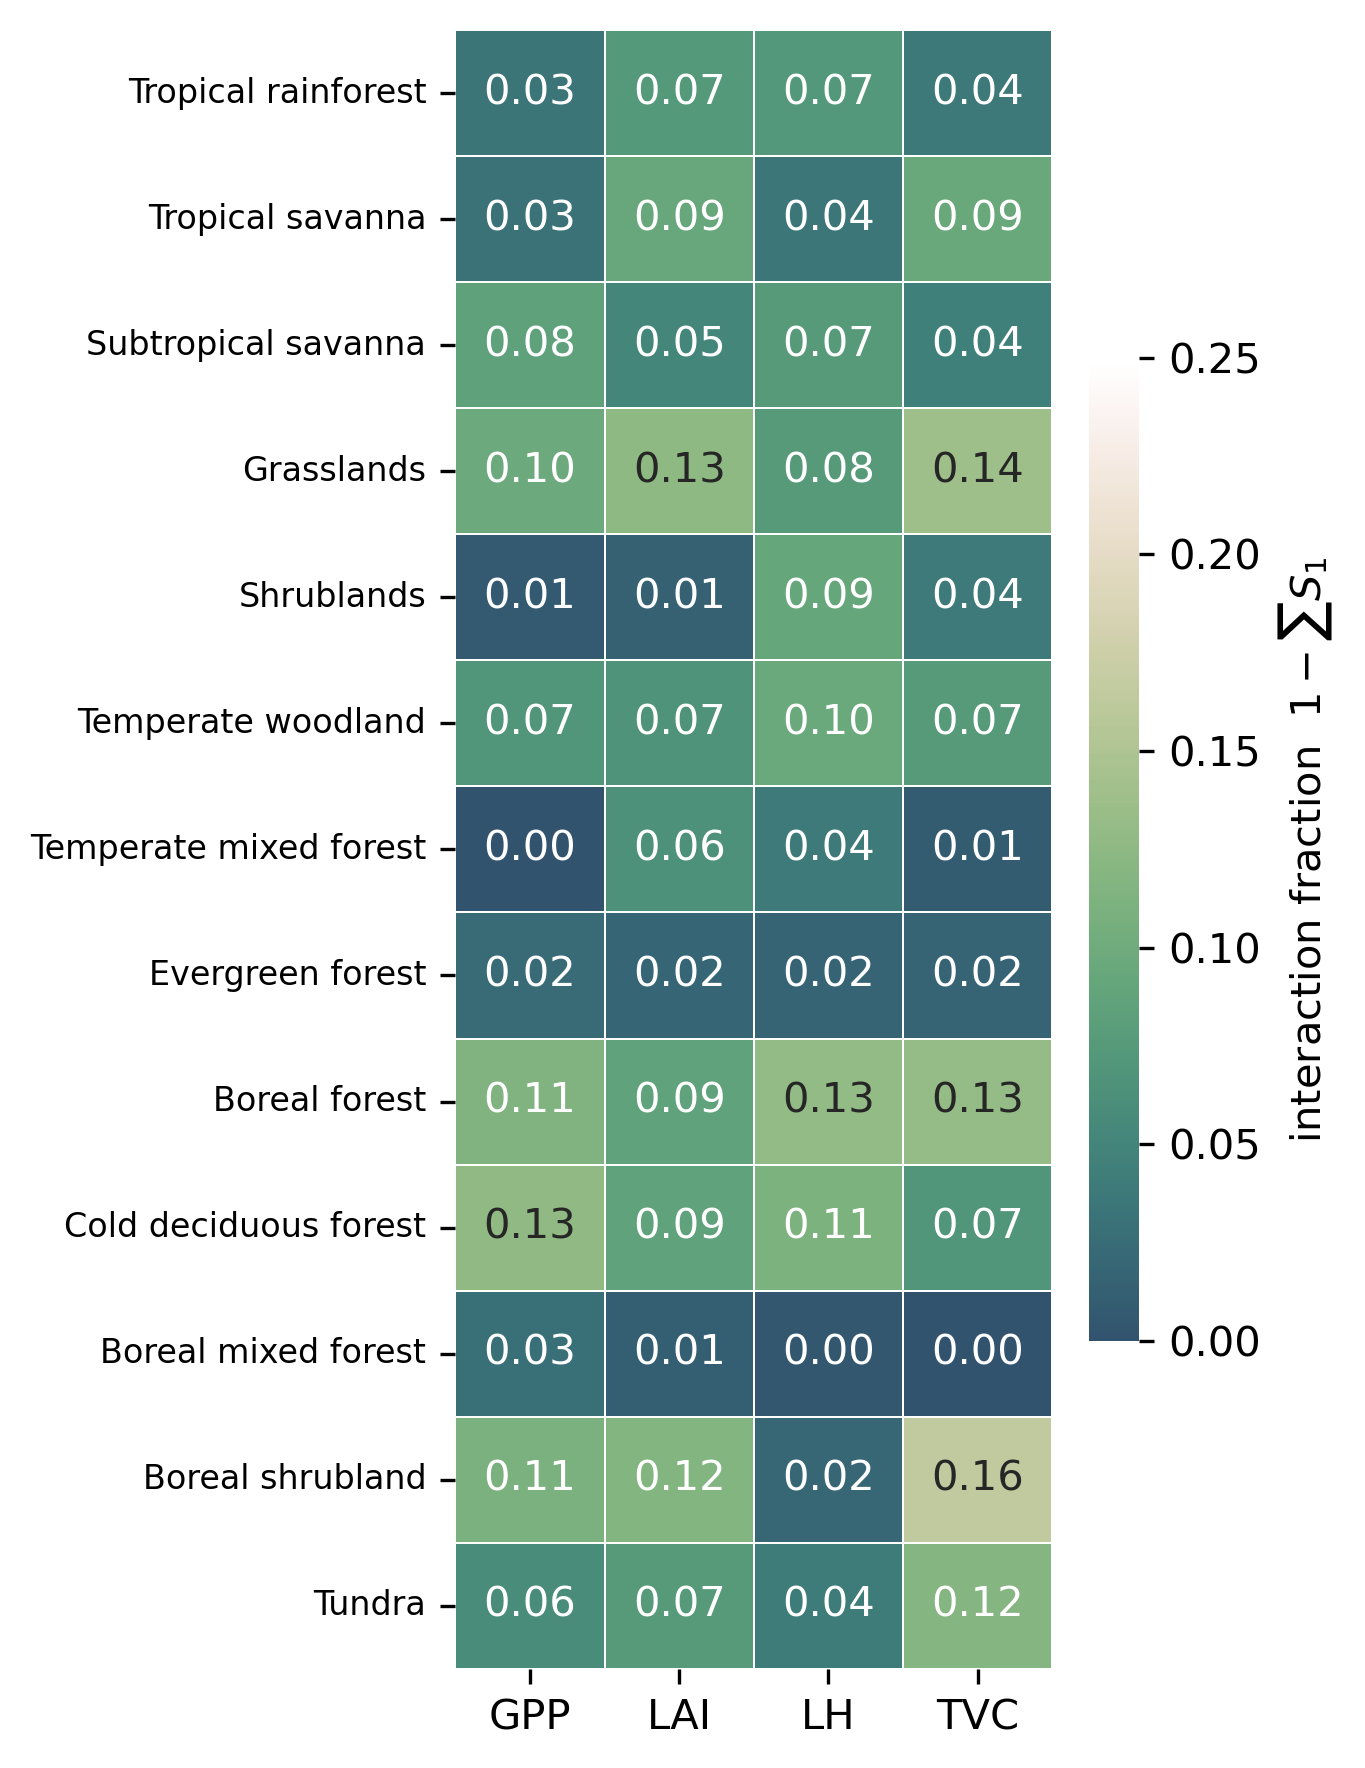 Tropical rainforest 0.03 0.07 0.07 0.04
Tropical savanna 0.03 0.09 0.04 0.09
Subtropical savanna 0.08 0.05 0.07 0.04
Grasslands 0.10 0.13 0.08 0.14
Shrublands 0.01 0.01 0.09 0.04
Temperate woodland 0.07 0.07 0.10 0.07
Temperate mixed forest 0.00 0.06 0.04 0.01
Evergreen forest 0.02 0.02 0.02 0.02
Boreal forest 0.11 0.09 0.13 0.13
Cold deciduous forest 0.13 0.09 0.11 0.07
Boreal mixed forest 0.03 0.01 0.00 0.00
Boreal shrubland 0.11 0.12 0.02 0.16
Tundra 0.06 0.07 0.04 0.12
GPP LAI LH TVC
0.25
0.20
0.15
0.10
0.05
0.00
interaction fraction 1 − ∑ S₁